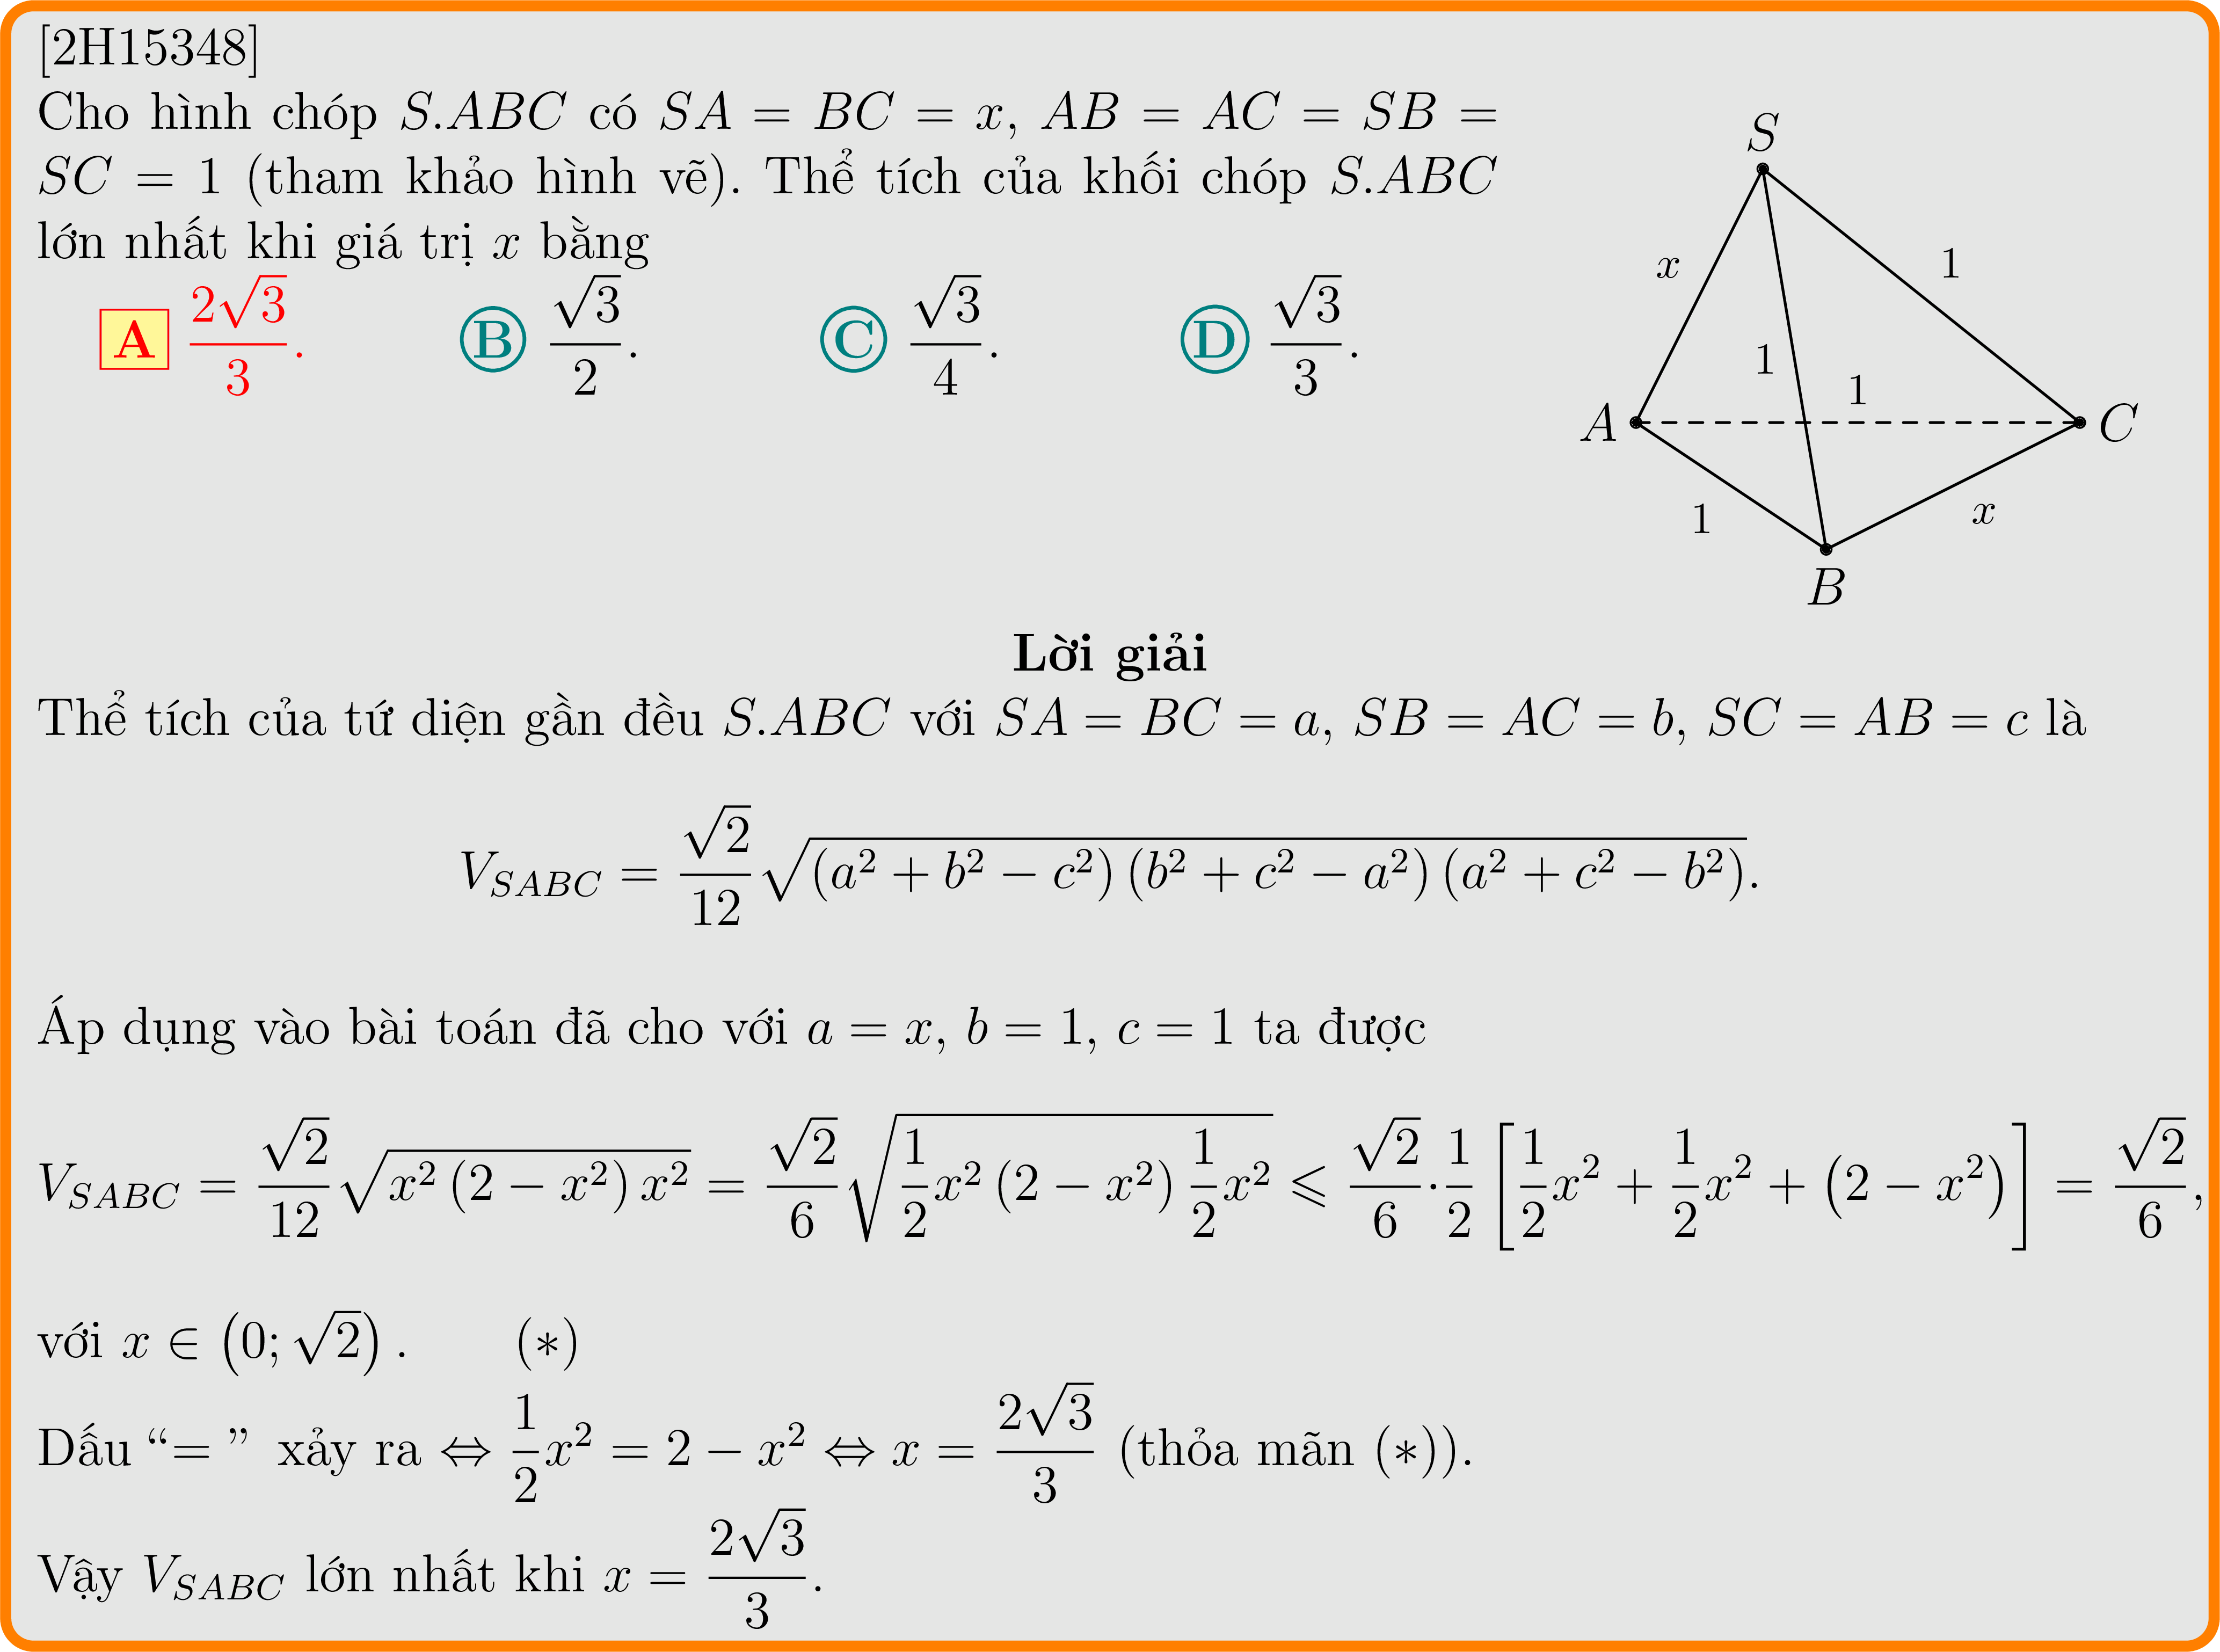 [2H15348]
Cho hình chóp S.ABC có SA = BC = x, AB = AC = SB =
SC = 1 (tham khảo hình vẽ). Thể tích của khối chóp S.ABC
lớn nhất khi giá trị x bằng
A \frac{2\sqrt{3}}{3}. B \frac{\sqrt{3}}{2}. C \frac{\sqrt{3}}{4}. D \frac{\sqrt{3}}{3}.
S
x
1
1
1
A
C
1
x
B
Lời giải
Thể tích của tứ diện gần đều S.ABC với SA = BC = a, SB = AC = b, SC = AB = c là
V_{SABC} = \frac{\sqrt{2}}{12}\sqrt{(a^2 + b^2 − c^2)(b^2 + c^2 − a^2)(a^2 + c^2 − b^2)}.
Áp dụng vào bài toán đã cho với a = x, b = 1, c = 1 ta được
V_{SABC} = \frac{\sqrt{2}}{12}\sqrt{x^2(2 − x^2)x^2} = \frac{\sqrt{2}}{6}\sqrt{\frac{1}{2}x^2(2 − x^2)\frac{1}{2}x^2} ⩽ \frac{\sqrt{2}}{6}·\frac{1}{2}[\frac{1}{2}x^2 + \frac{1}{2}x^2 + (2 − x^2)] = \frac{\sqrt{2}}{6},
với x ∈ (0; \sqrt{2}). (∗)
Dấu “= ” xảy ra ⇔ \frac{1}{2}x^2 = 2 − x^2 ⇔ x = \frac{2\sqrt{3}}{3} (thỏa mãn (∗)).
Vậy V_{SABC} lớn nhất khi x = \frac{2\sqrt{3}}{3}.